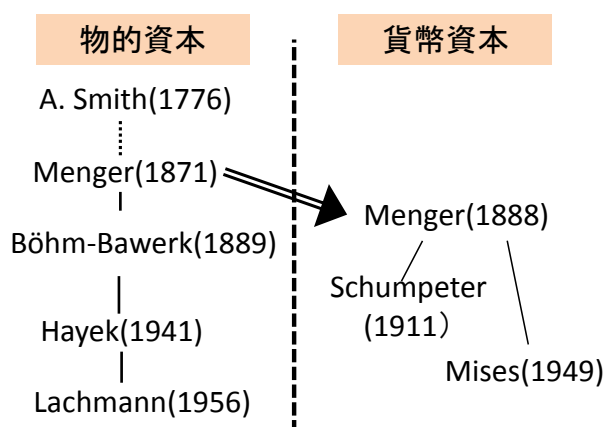 物的資本
A. Smith(1776)
Menger(1871)
Böhm-Bawerk(1889)
Hayek(1941)
Lachmann(1956)
貨幣資本
Menger(1888)
Schumpeter
(1911）
Mises(1949)